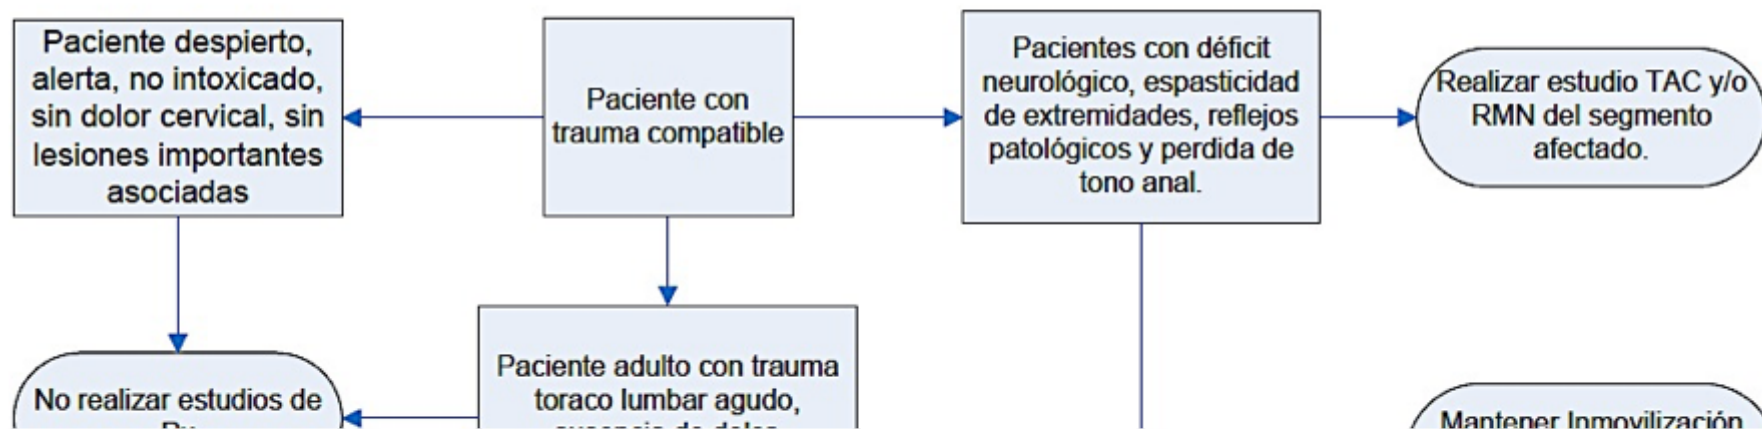 Paciente despierto,
alerta, no intoxicado,
sin dolor cervical, sin
lesiones importantes
asociadas
Paciente con
trauma compatible
Pacientes con déficit
neurológico, espasticidad
de extremidades, reflejos
patológicos y perdida de
tono anal.
Realizar estudio TAC y/o
RMN del segmento
afectado.
No realizar estudios de
Paciente adulto con trauma
toraco lumbar agudo,
Mantener Inmovilización